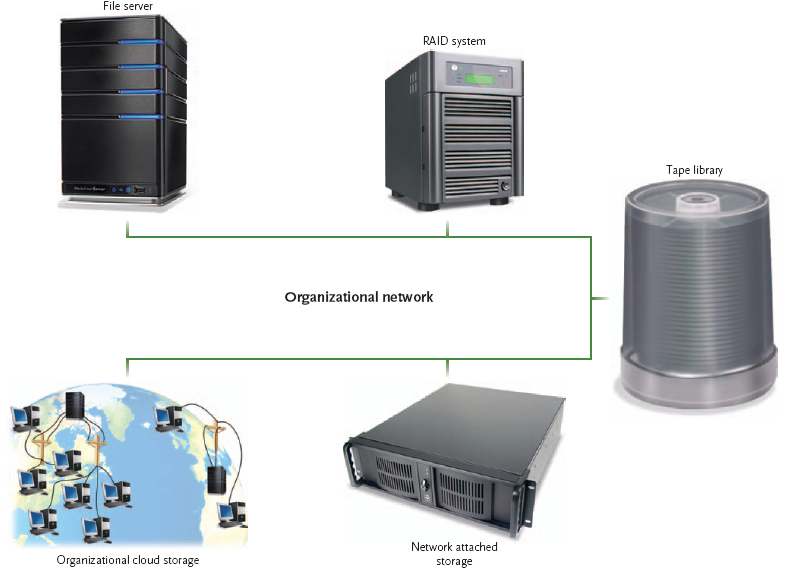 File server
RAID system
Tape library
Organizational network
Organizational cloud storage
Network attached
storage